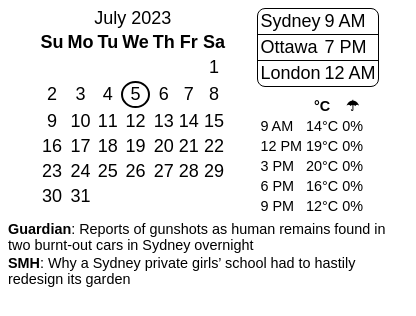 July 2023
Su Mo Tu We Th Fr Sa
1
2 3 4 5 6 7 8
9 10 11 12 13 14 15
16 17 18 19 20 21 22
23 24 25 26 27 28 29
30 31
Sydney 9 AM
Ottawa 7 PM
London 12 AM
°C ☂
9 AM 14°C 0%
12 PM 19°C 0%
3 PM 20°C 0%
6 PM 16°C 0%
9 PM 12°C 0%
Guardian: Reports of gunshots as human remains found in
two burnt-out cars in Sydney overnight
SMH: Why a Sydney private girls’ school had to hastily
redesign its garden